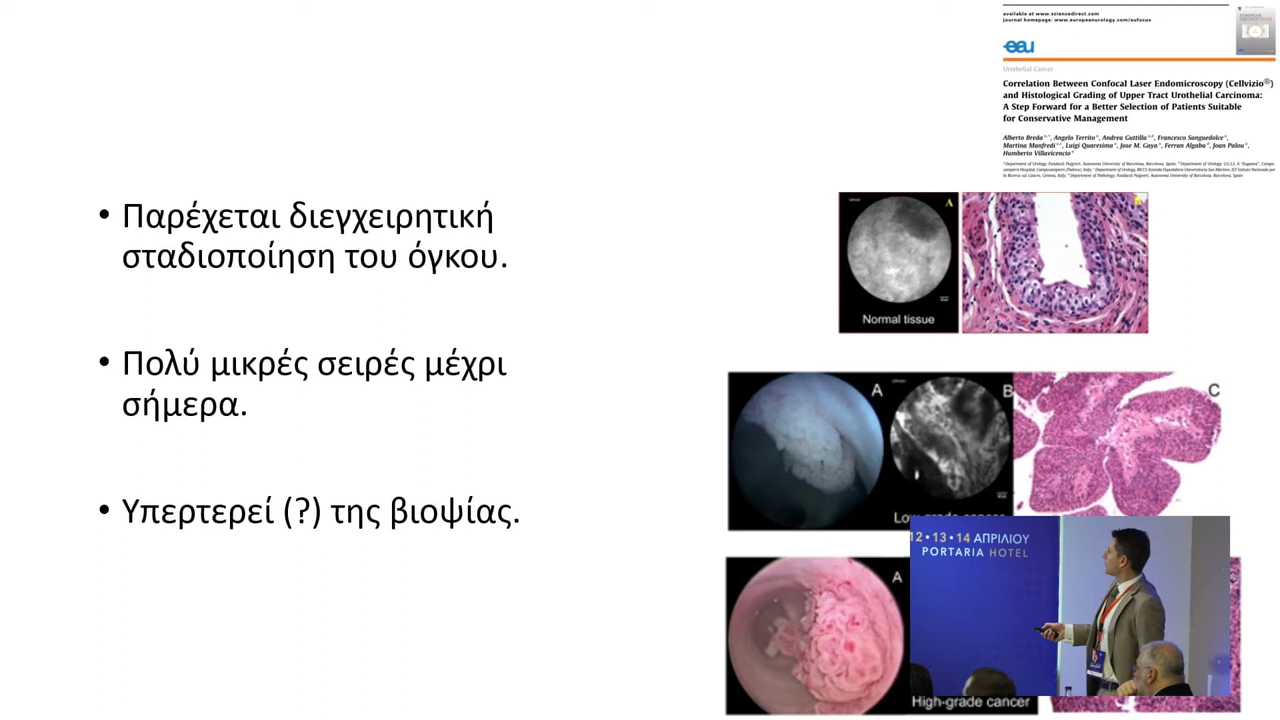 available at www.sciencedirect.com
journal homepage: www.europeanurology.com/eufocus
eau
Urothelial Cancer
Correlation Between Confocal Laser Endomicroscopy (Cellvizio®)
and Histological Grading of Upper Tract Urothelial Carcinoma:
A Step Forward for a Better Selection of Patients Suitable
for Conservative Management
Alberto Breda, Angelo Territo, Andrea Guttilla, Francesco Sanguedolce,
Martina Manfredi, Luigi Quaresima, Jose M. Gaya, Ferran Algaba, Joan Palou,
Humberto Villavicencio
• Παρέχεται διεγχειρητική
σταδιοποίηση του όγκου.
• Πολύ μικρές σειρές μέχρι
σήμερα.
• Υπερτερεί (?) της βιοψίας.
A
Normal tissue
A
B
C
Low-grade cancer
12•13•14 ΑΠΡΙΛΙΟΥ
PORTARIA HOTEL
A
High-grade cancer